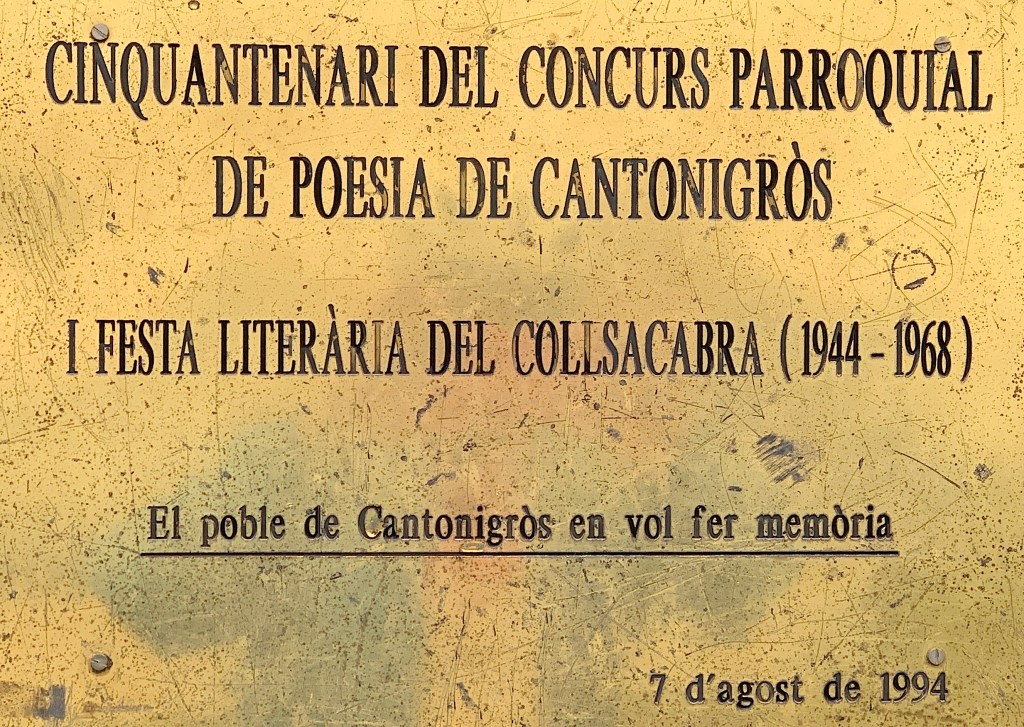 CINQUANTENARI DEL CONCURS PARROQUIAL
DE POESIA DE CANTONIGRÒS
I FESTA LITERÀRIA DEL COLLSACABRA (1944-1968)
El poble de Cantonigròs en vol fer memòria
7 d'agost de 1994